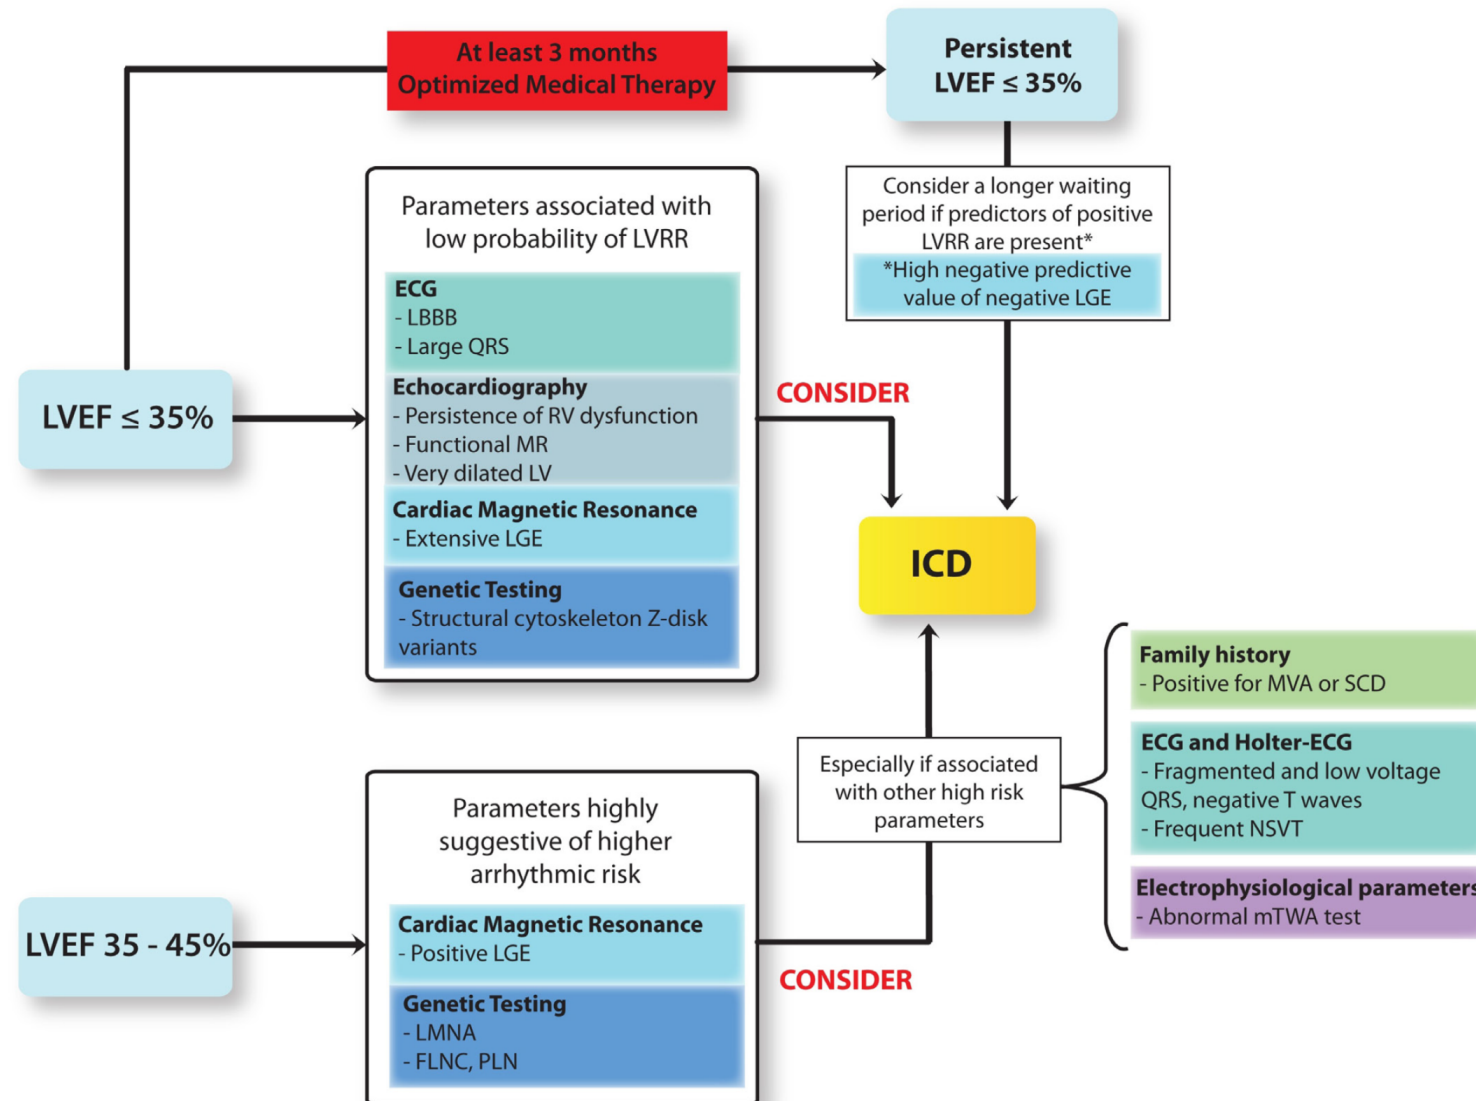 At least 3 months
Optimized Medical Therapy
Persistent
LVEF ≤ 35%
Consider a longer waiting
period if predictors of positive
LVRR are present*
*High negative predictive
value of negative LGE
LVEF ≤ 35%
Parameters associated with
low probability of LVRR
ECG
- LBBB
- Large QRS
Echocardiography
- Persistence of RV dysfunction
- Functional MR
- Very dilated LV
Cardiac Magnetic Resonance
- Extensive LGE
Genetic Testing
- Structural cytoskeleton Z-disk
variants
CONSIDER
ICD
LVEF 35 - 45%
Parameters highly
suggestive of higher
arrhythmic risk
Cardiac Magnetic Resonance
- Positive LGE
Genetic Testing
- LMNA
- FLNC, PLN
CONSIDER
Especially if associated
with other high risk
parameters
Family history
- Positive for MVA or SCD
ECG and Holter-ECG
- Fragmented and low voltage
QRS, negative T waves
- Frequent NSVT
Electrophysiological parameters
- Abnormal mTWA test